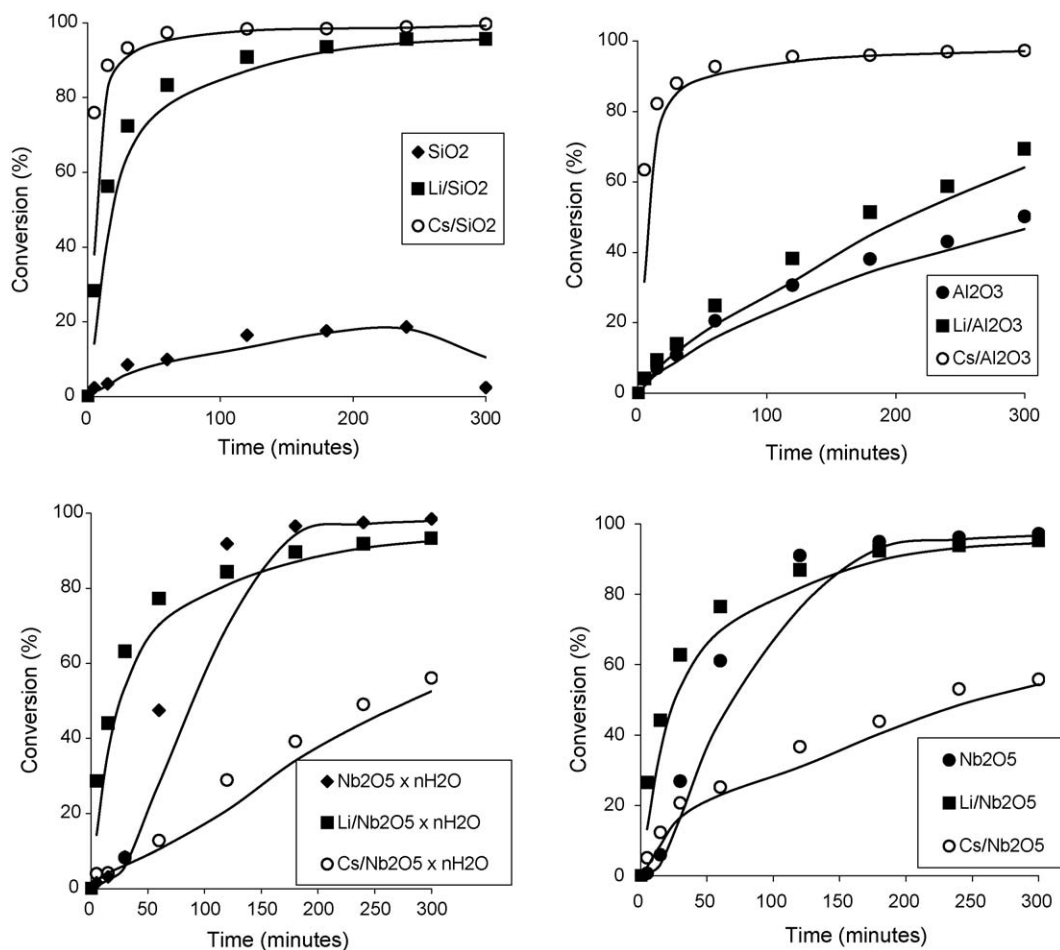 100
80
60
40
20
0
Conversion (%)
SiO2
Li/SiO2
Cs/SiO2
0 100 200 300
Time (minutes)
100
80
60
40
20
0
Conversion (%)
Al2O3
Li/Al2O3
Cs/Al2O3
0 100 200 300
Time (minutes)
100
80
60
40
20
0
Conversion (%)
Nb2O5 x nH2O
Li/Nb2O5 x nH2O
Cs/Nb2O5 x nH2O
0 50 100 150 200 250 300
Time (minutes)
100
80
60
40
20
0
Conversion (%)
Nb2O5
Li/Nb2O5
Cs/Nb2O5
0 50 100 150 200 250 300
Time (minutes)